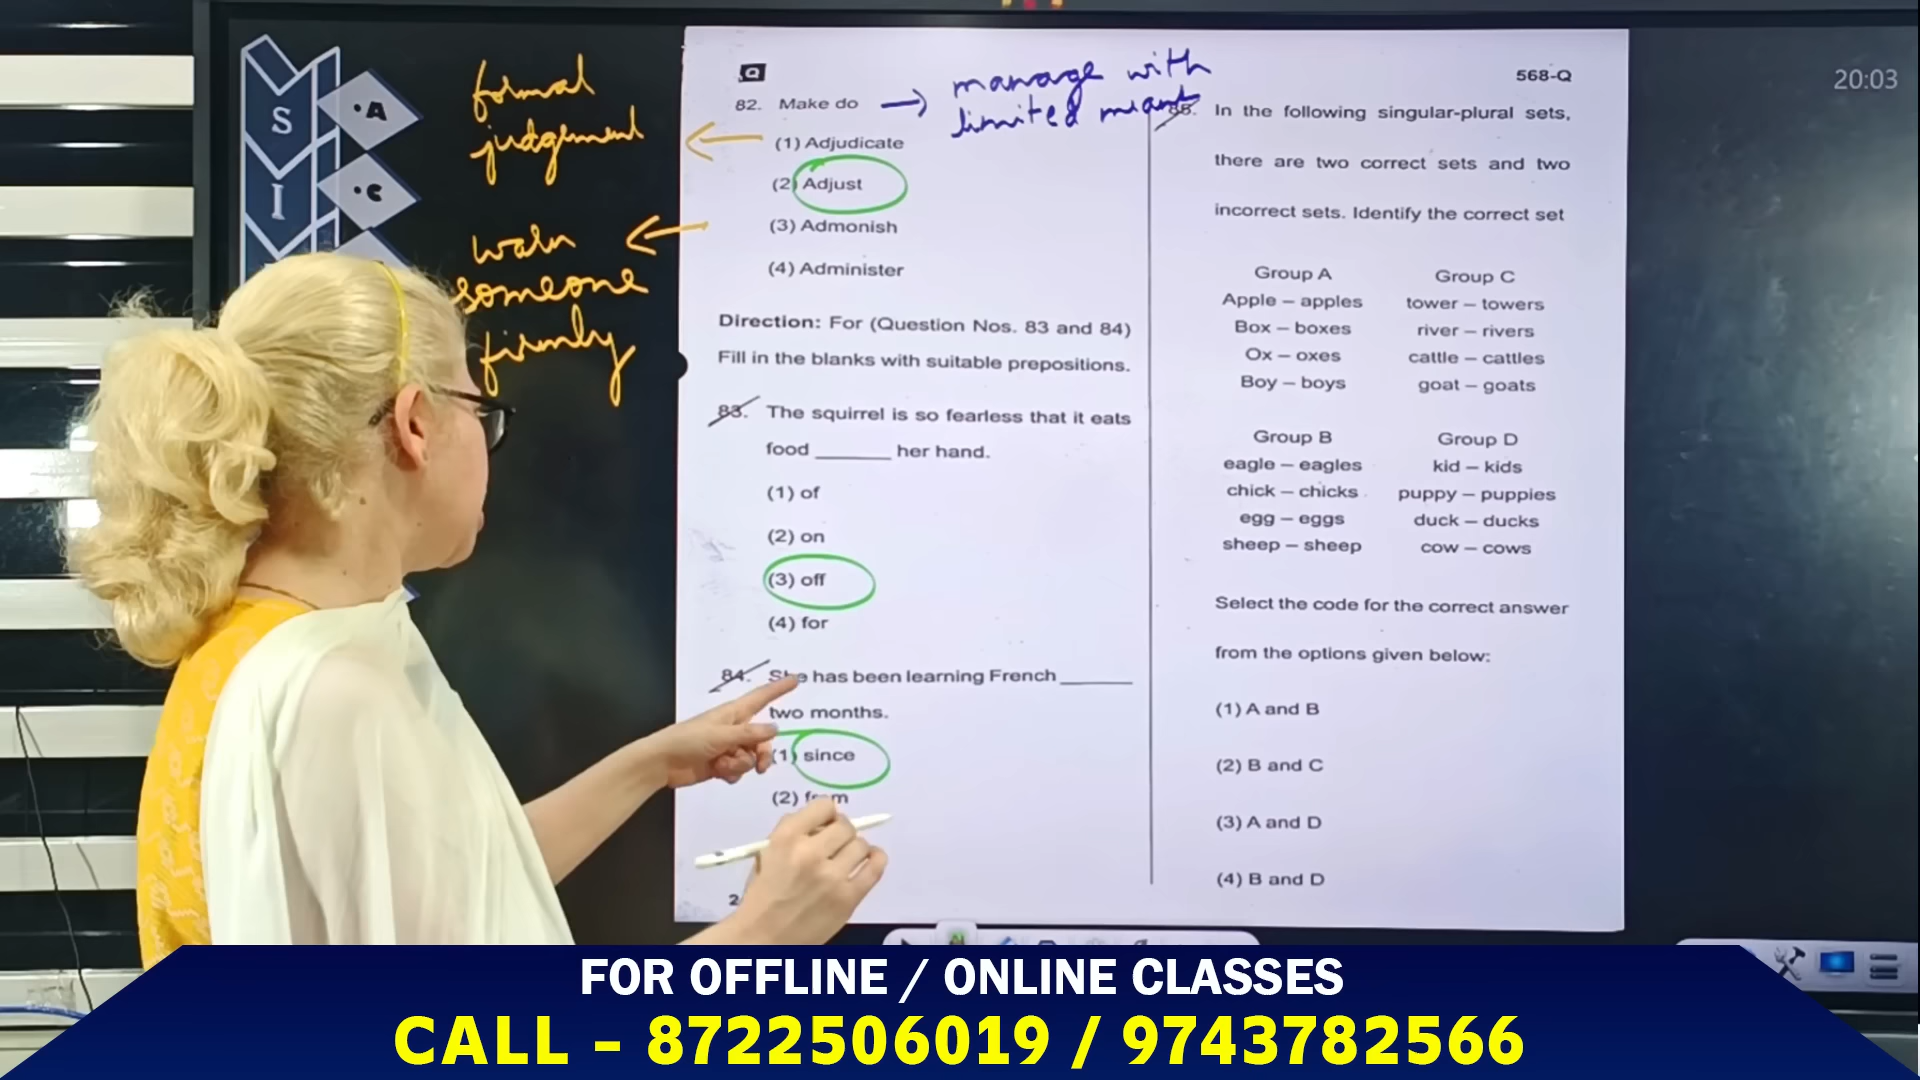 S
I
• A
• C
formal
judgement
warn
someone
firmly
manage with
limited
Q
568-Q
20:03
82. Make do
(1) Adjudicate
(2) Adjust
(3) Admonish
(4) Administer
Direction: For (Question Nos. 83 and 84)
Fill in the blanks with suitable prepositions.
83. The squirrel is so fearless that it eats
food _______ her hand.
(1) of
(2) on
(3) off
(4) for
84. She has been learning French _______
two months.
(1) since
(2) from
2
85. In the following singular-plural sets,
there are two correct sets and two
incorrect sets. Identify the correct set
Group A
Apple – apples
Box – boxes
Ox – oxes
Boy – boys
Group C
tower – towers
river – rivers
cattle – cattles
goat – goats
Group B
eagle – eagles
chick – chicks
egg – eggs
sheep – sheep
Group D
kid – kids
puppy – puppies
duck – ducks
cow – cows
Select the code for the correct answer
from the options given below:
(1) A and B
(2) B and C
(3) A and D
(4) B and D
FOR OFFLINE / ONLINE CLASSES
CALL – 8722506019 / 9743782566